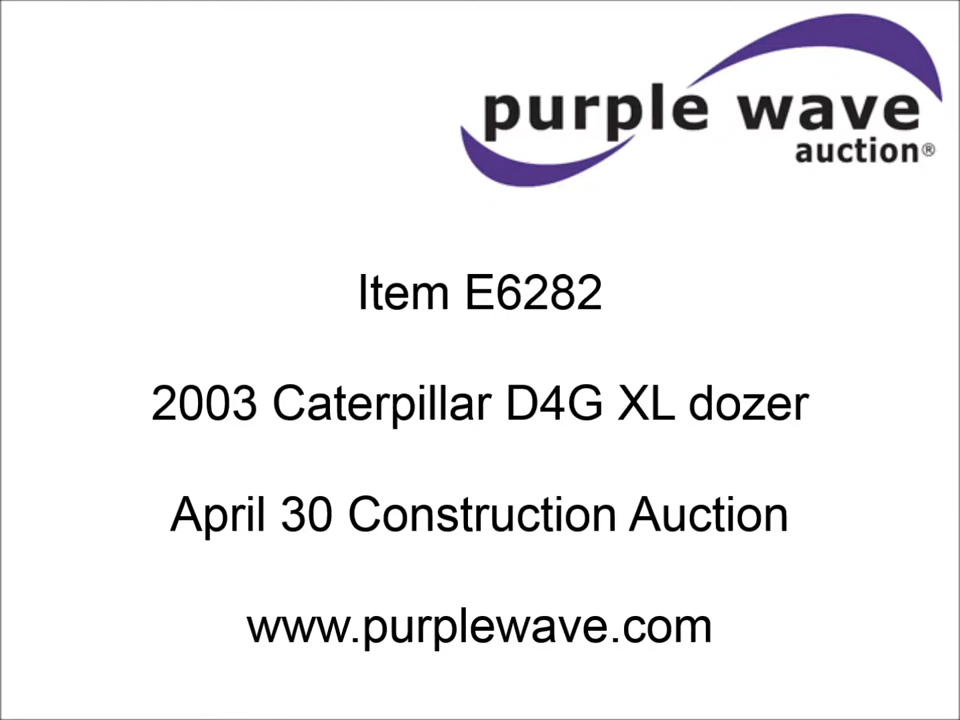 purple wave
auction®
Item E6282
2003 Caterpillar D4G XL dozer
April 30 Construction Auction
www.purplewave.com